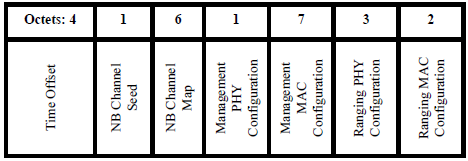 Octets: 4 1 6 1 7 3 2
Time Offset
NB Channel
Seed
NB Channel
Map
Management
PHY
Configuration
Management
MAC
Configuration
Ranging PHY
Configuration
Ranging MAC
Configuration